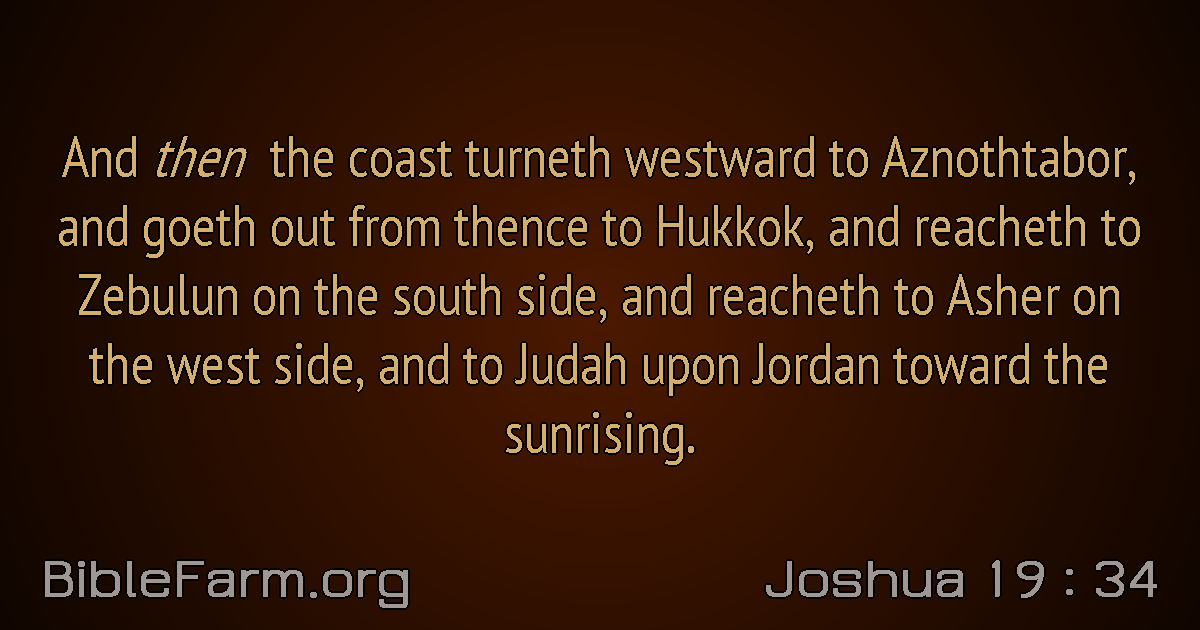 And then the coast turneth westward to Aznothtabor,
and goeth out from thence to Hukkok, and reacheth to
Zebulun on the south side, and reacheth to Asher on
the west side, and to Judah upon Jordan toward the
sunrising.
BibleFarm.org
Joshua 19 : 34